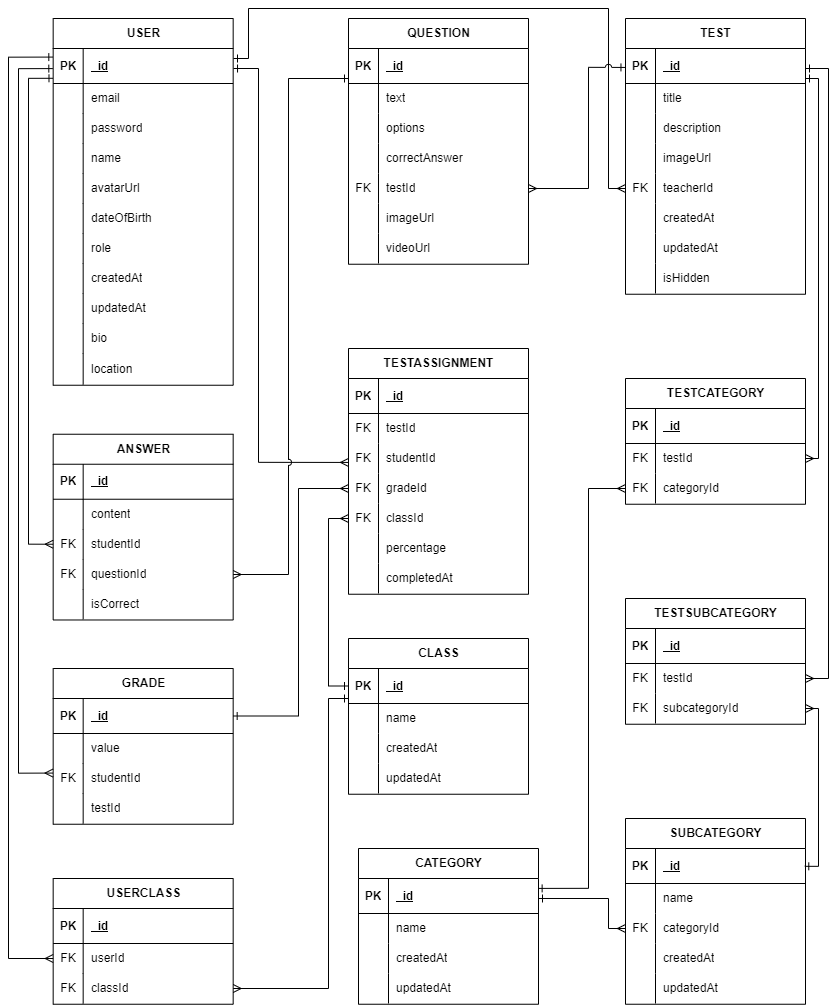 USER
PK _id
email
password
name
avatarUrl
dateOfBirth
role
createdAt
updatedAt
bio
location
QUESTION
PK _id
text
options
correctAnswer
FK testId
imageUrl
videoUrl
TEST
PK _id
title
description
imageUrl
FK teacherId
createdAt
updatedAt
isHidden
ANSWER
PK _id
content
FK studentId
FK questionId
isCorrect
TESTASSIGNMENT
PK _id
FK testId
FK studentId
FK gradeId
FK classId
percentage
completedAt
TESTCATEGORY
PK _id
FK testId
FK categoryId
TESTSUBCATEGORY
PK _id
FK testId
FK subcategoryId
GRADE
PK _id
value
FK studentId
testId
CLASS
PK _id
name
createdAt
updatedAt
USERCLASS
PK _id
FK userId
FK classId
CATEGORY
PK _id
name
createdAt
updatedAt
SUBCATEGORY
PK _id
name
FK categoryId
createdAt
updatedAt